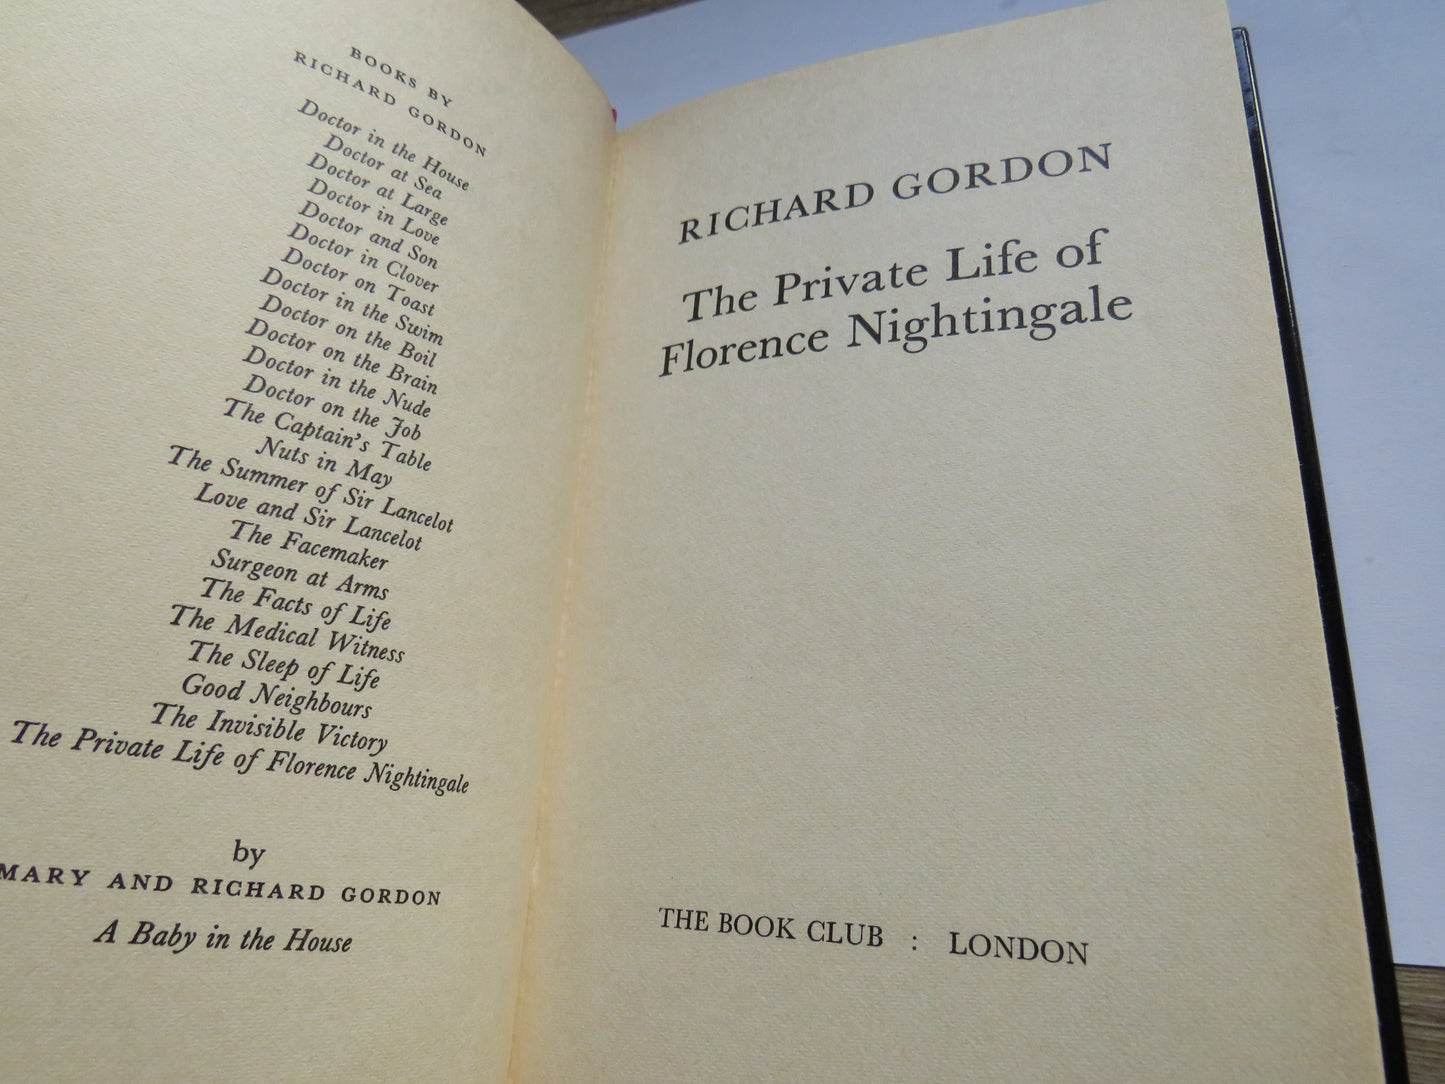 BOOKS BY
RICHARD GORDON
Doctor in the House
Doctor at Sea
Doctor at Large
Doctor in Love
Doctor and Son
Doctor in Clover
Doctor on Toast
Doctor in the Swim
Doctor on the Boil
Doctor on the Brain
Doctor in the Nude
Doctor on the Job
The Captain's Table
Nuts in May
The Summer of Sir Lancelot
Love and Sir Lancelot
The Facemaker
Surgeon at Arms
The Facts of Life
The Medical Witness
The Sleep of Life
Good Neighbours
The Invisible Victory
The Private Life of Florence Nightingale
by
MARY AND RICHARD GORDON
A Baby in the House
RICHARD GORDON
The Private Life of
Florence Nightingale
THE BOOK CLUB : LONDON